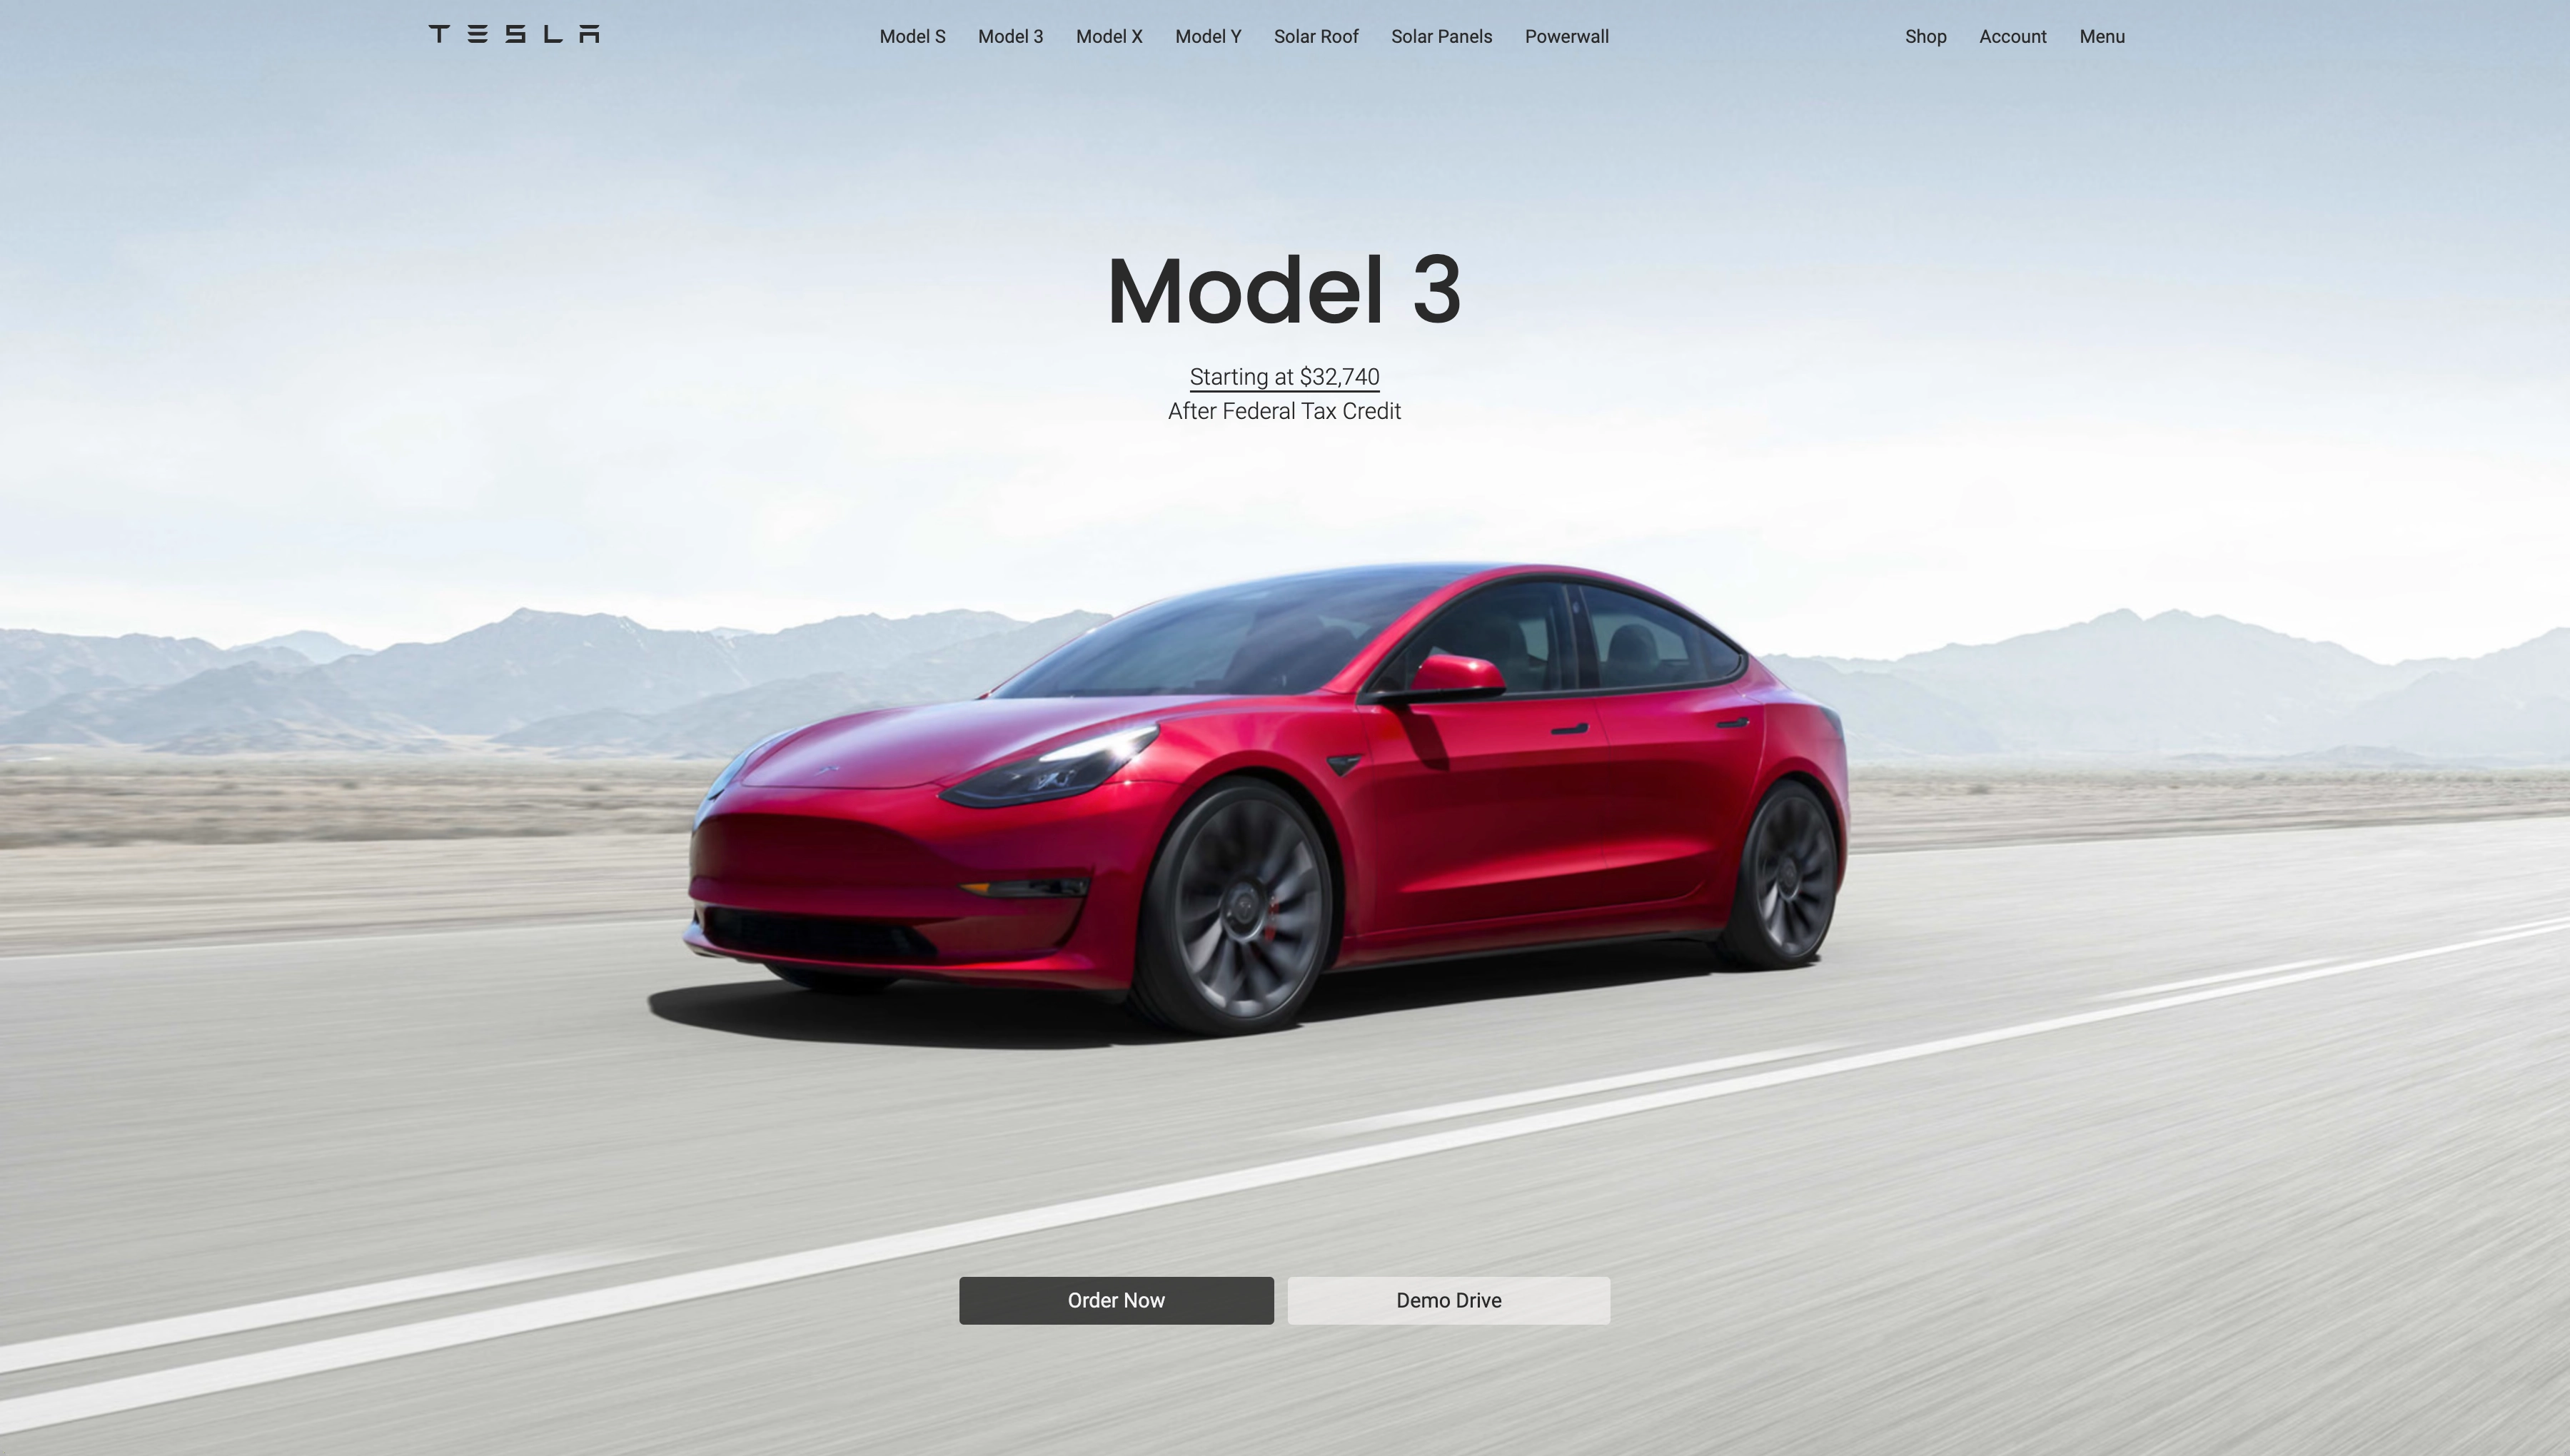 TESLA
Model S Model 3 Model X Model Y Solar Roof Solar Panels Powerwall
Shop Account Menu
Model 3
Starting at $32,740
After Federal Tax Credit
Order Now Demo Drive